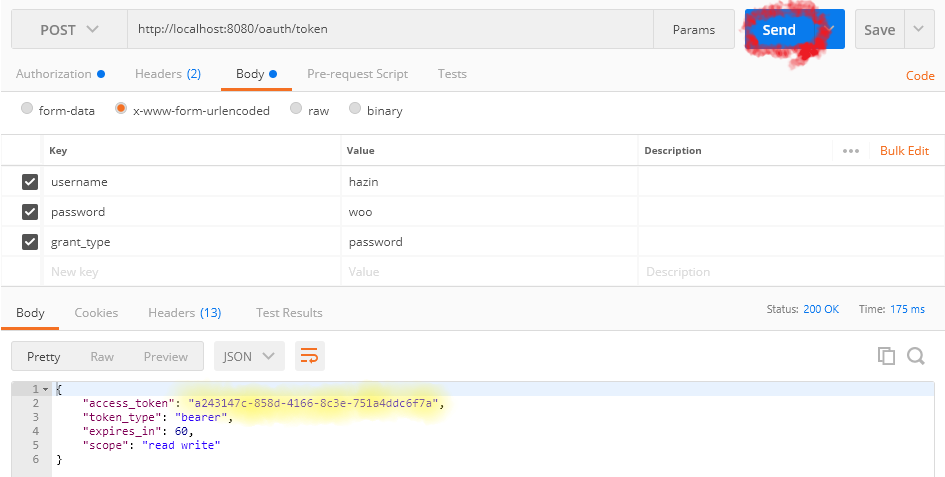 POST http://localhost:8080/oauth/token Params Send Save
Authorization Headers (2) Body Pre-request Script Tests Code
form-data x-www-form-urlencoded raw binary
Key Value Description Bulk Edit
username hazin
password woo
grant_type password
New key Value Description
Body Cookies Headers (13) Test Results Status: 200 OK Time: 175 ms
Pretty Raw Preview JSON
1 {
2 "access_token": "a243147c-858d-4166-8c3e-751a4ddc6f7a",
3 "token_type": "bearer",
4 "expires_in": 60,
5 "scope": "read write"
6 }